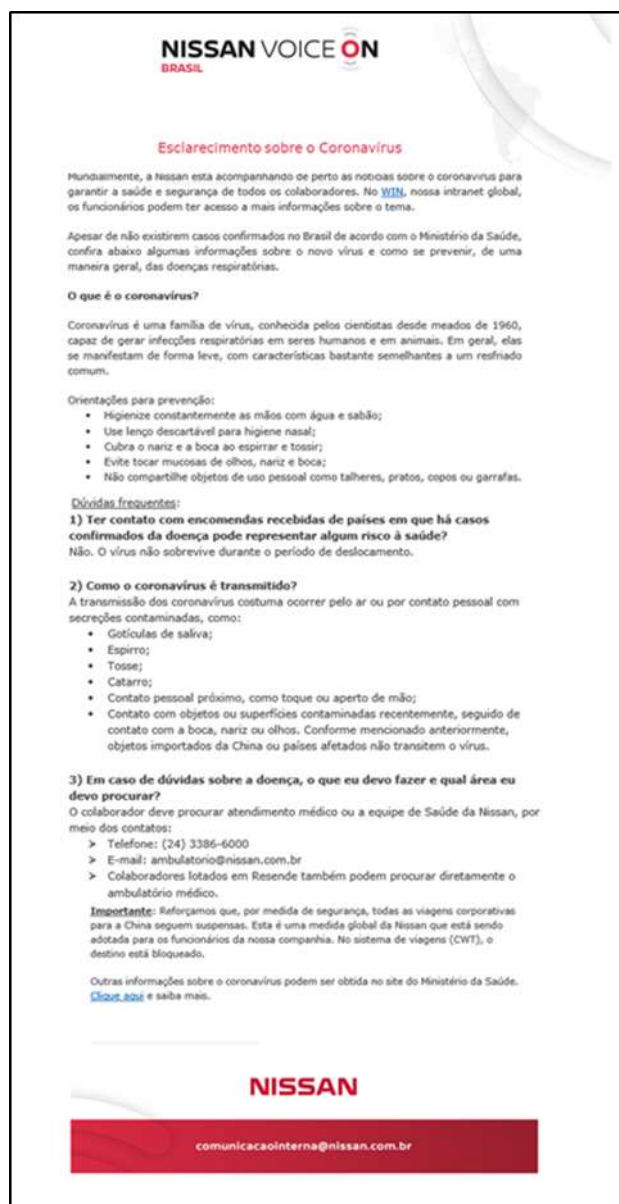 NISSAN VOICE ON
BRASIL
Esclarecimento sobre o Coronavírus
Mundialmente, a Nissan esta acompanhando de perto as noticias sobre o coronavirus para
garantir a saúde e segurança de todos os colaboradores. No WIN, nossa intranet global,
os funcionários podem ter acesso a mais informações sobre o tema.
Apesar de não existirem casos confirmados no Brasil de acordo com o Ministério da Saúde,
confira abaixo algumas informações sobre o novo vírus e como se prevenir, de uma
maneira geral, das doenças respiratórias.
O que é o coronavírus?
Coronavírus é uma família de vírus, conhecida pelos cientistas desde meados de 1960,
capaz de gerar infecções respiratórias em seres humanos e em animais. Em geral, elas
se manifestam de forma leve, com características bastante semelhantes a um resfriado
comum.
Orientações para prevenção:
• Higienize constantemente as mãos com água e sabão;
• Use lenço descartável para higiene nasal;
• Cubra o nariz e a boca ao espirrar e tossir;
• Evite tocar mucosas de olhos, nariz e boca;
• Não compartilhe objetos de uso pessoal como talheres, pratos, copos ou garrafas.
Dúvidas frequentes:
1) Ter contato com encomendas recebidas de países em que há casos
confirmados da doença pode representar algum risco à saúde?
Não. O vírus não sobrevive durante o período de deslocamento.
2) Como o coronavírus é transmitido?
A transmissão dos coronavírus costuma ocorrer pelo ar ou por contato pessoal com
secreções contaminadas, como:
• Gotículas de saliva;
• Espirro;
• Tosse;
• Catarro;
• Contato pessoal próximo, como toque ou aperto de mão;
• Contato com objetos ou superfícies contaminadas recentemente, seguido de
contato com a boca, nariz ou olhos. Conforme mencionado anteriormente,
objetos importados da China ou países afetados não transitem o vírus.
3) Em caso de dúvidas sobre a doença, o que eu devo fazer e qual área eu
devo procurar?
O colaborador deve procurar atendimento médico ou a equipe de Saúde da Nissan, por
meio dos contatos:
➤ Telefone: (24) 3386-6000
➤ E-mail: ambulatorio@nissan.com.br
➤ Colaboradores lotados em Resende também podem procurar diretamente o
ambulatório médico.
Importante: Reforçamos que, por medida de segurança, todas as viagens corporativas
para a China seguem suspensas. Esta é uma medida global da Nissan que está sendo
adotada para os funcionários da nossa companhia. No sistema de viagens (CWT), o
destino está bloqueado.
Outras informações sobre o coronavírus podem ser obtida no site do Ministério da Saúde.
Clique aqui e saiba mais.
NISSAN
comunicacaointerna@nissan.com.br